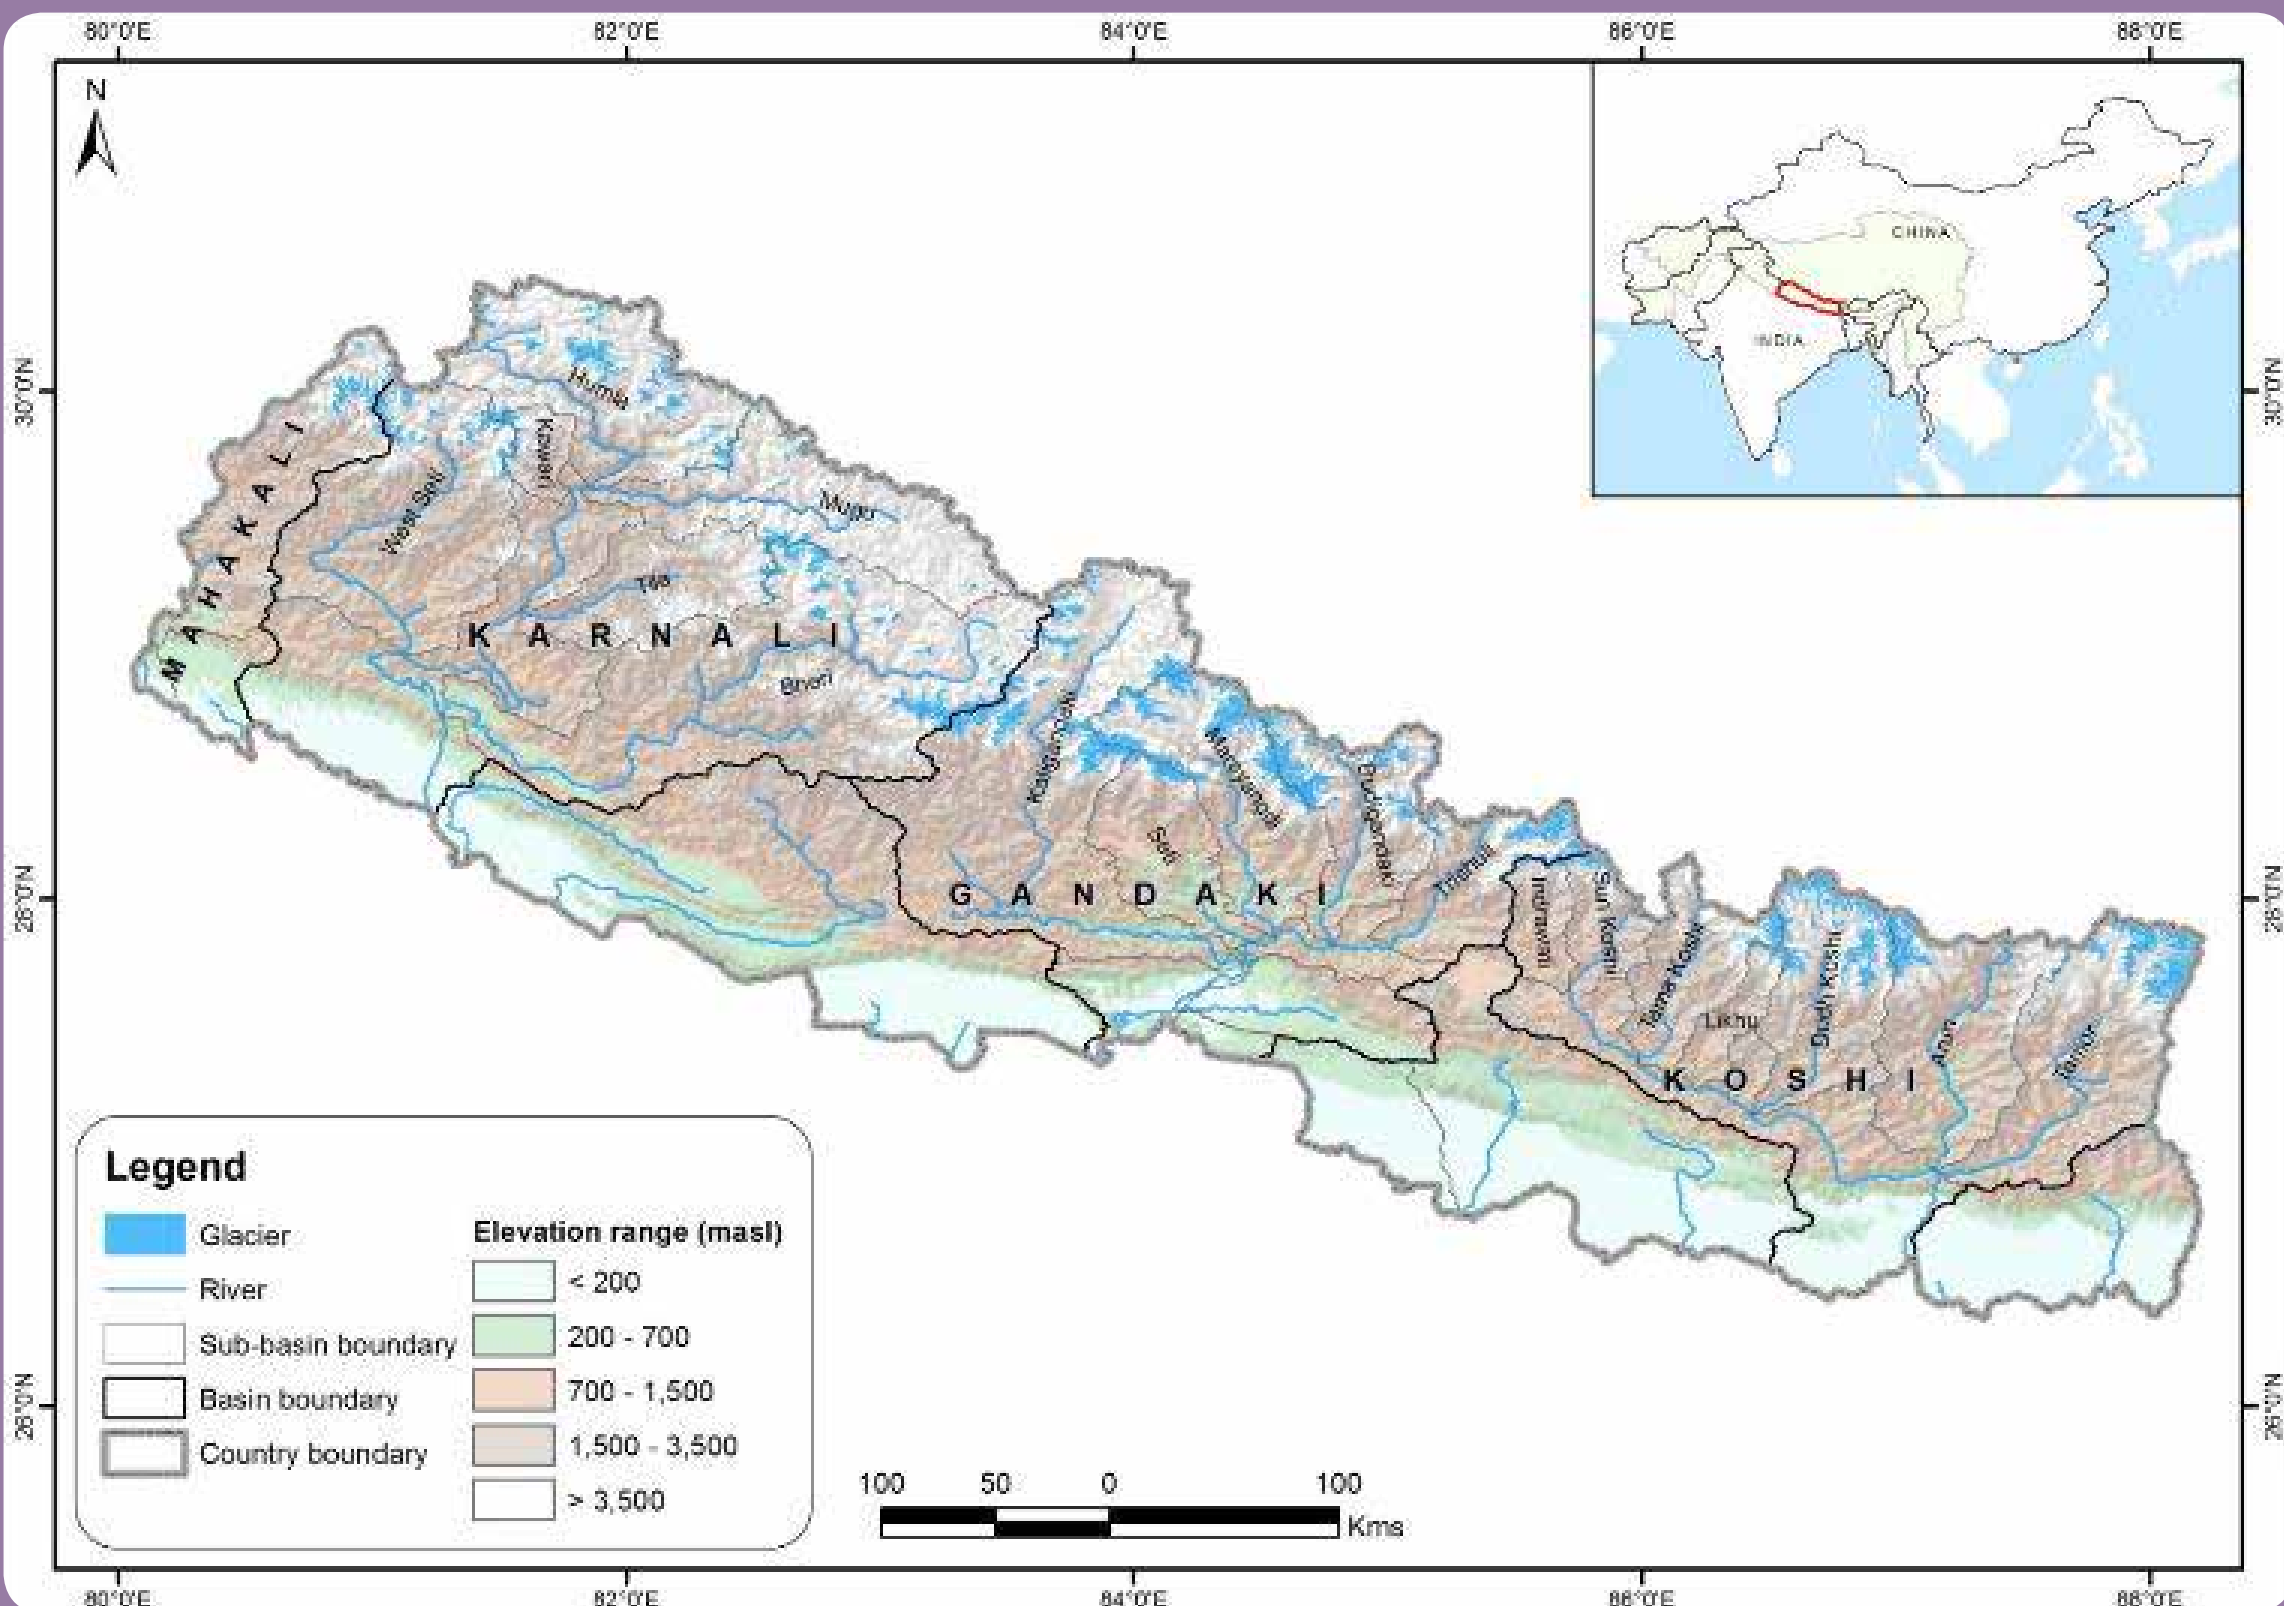 80°0'E 82°0'E 84°0'E 86°0'E 88°0'E
N
CHINA
INDIA
30°0'N 30°0'N
28°0'N 28°0'N
26°0'N 26°0'N
MAHAKALI
KARNALI
GANDAKI
KOSHI
Humla
Kawari
West Seti
Mugu
Tila
Bheri
Kaligandaki
Seti
Marsyangdi
Budigandaki
Trishuli
Indrawati
Sun Koshi
Tama Koshi
Likhu
Dudh Koshi
Arun
Tamor
Legend
Glacier
River
Sub-basin boundary
Basin boundary
Country boundary
Elevation range (masl)
< 200
200 - 700
700 - 1,500
1,500 - 3,500
> 3,500
100 50 0 100
Kms
80°0'E 82°0'E 84°0'E 86°0'E 88°0'E